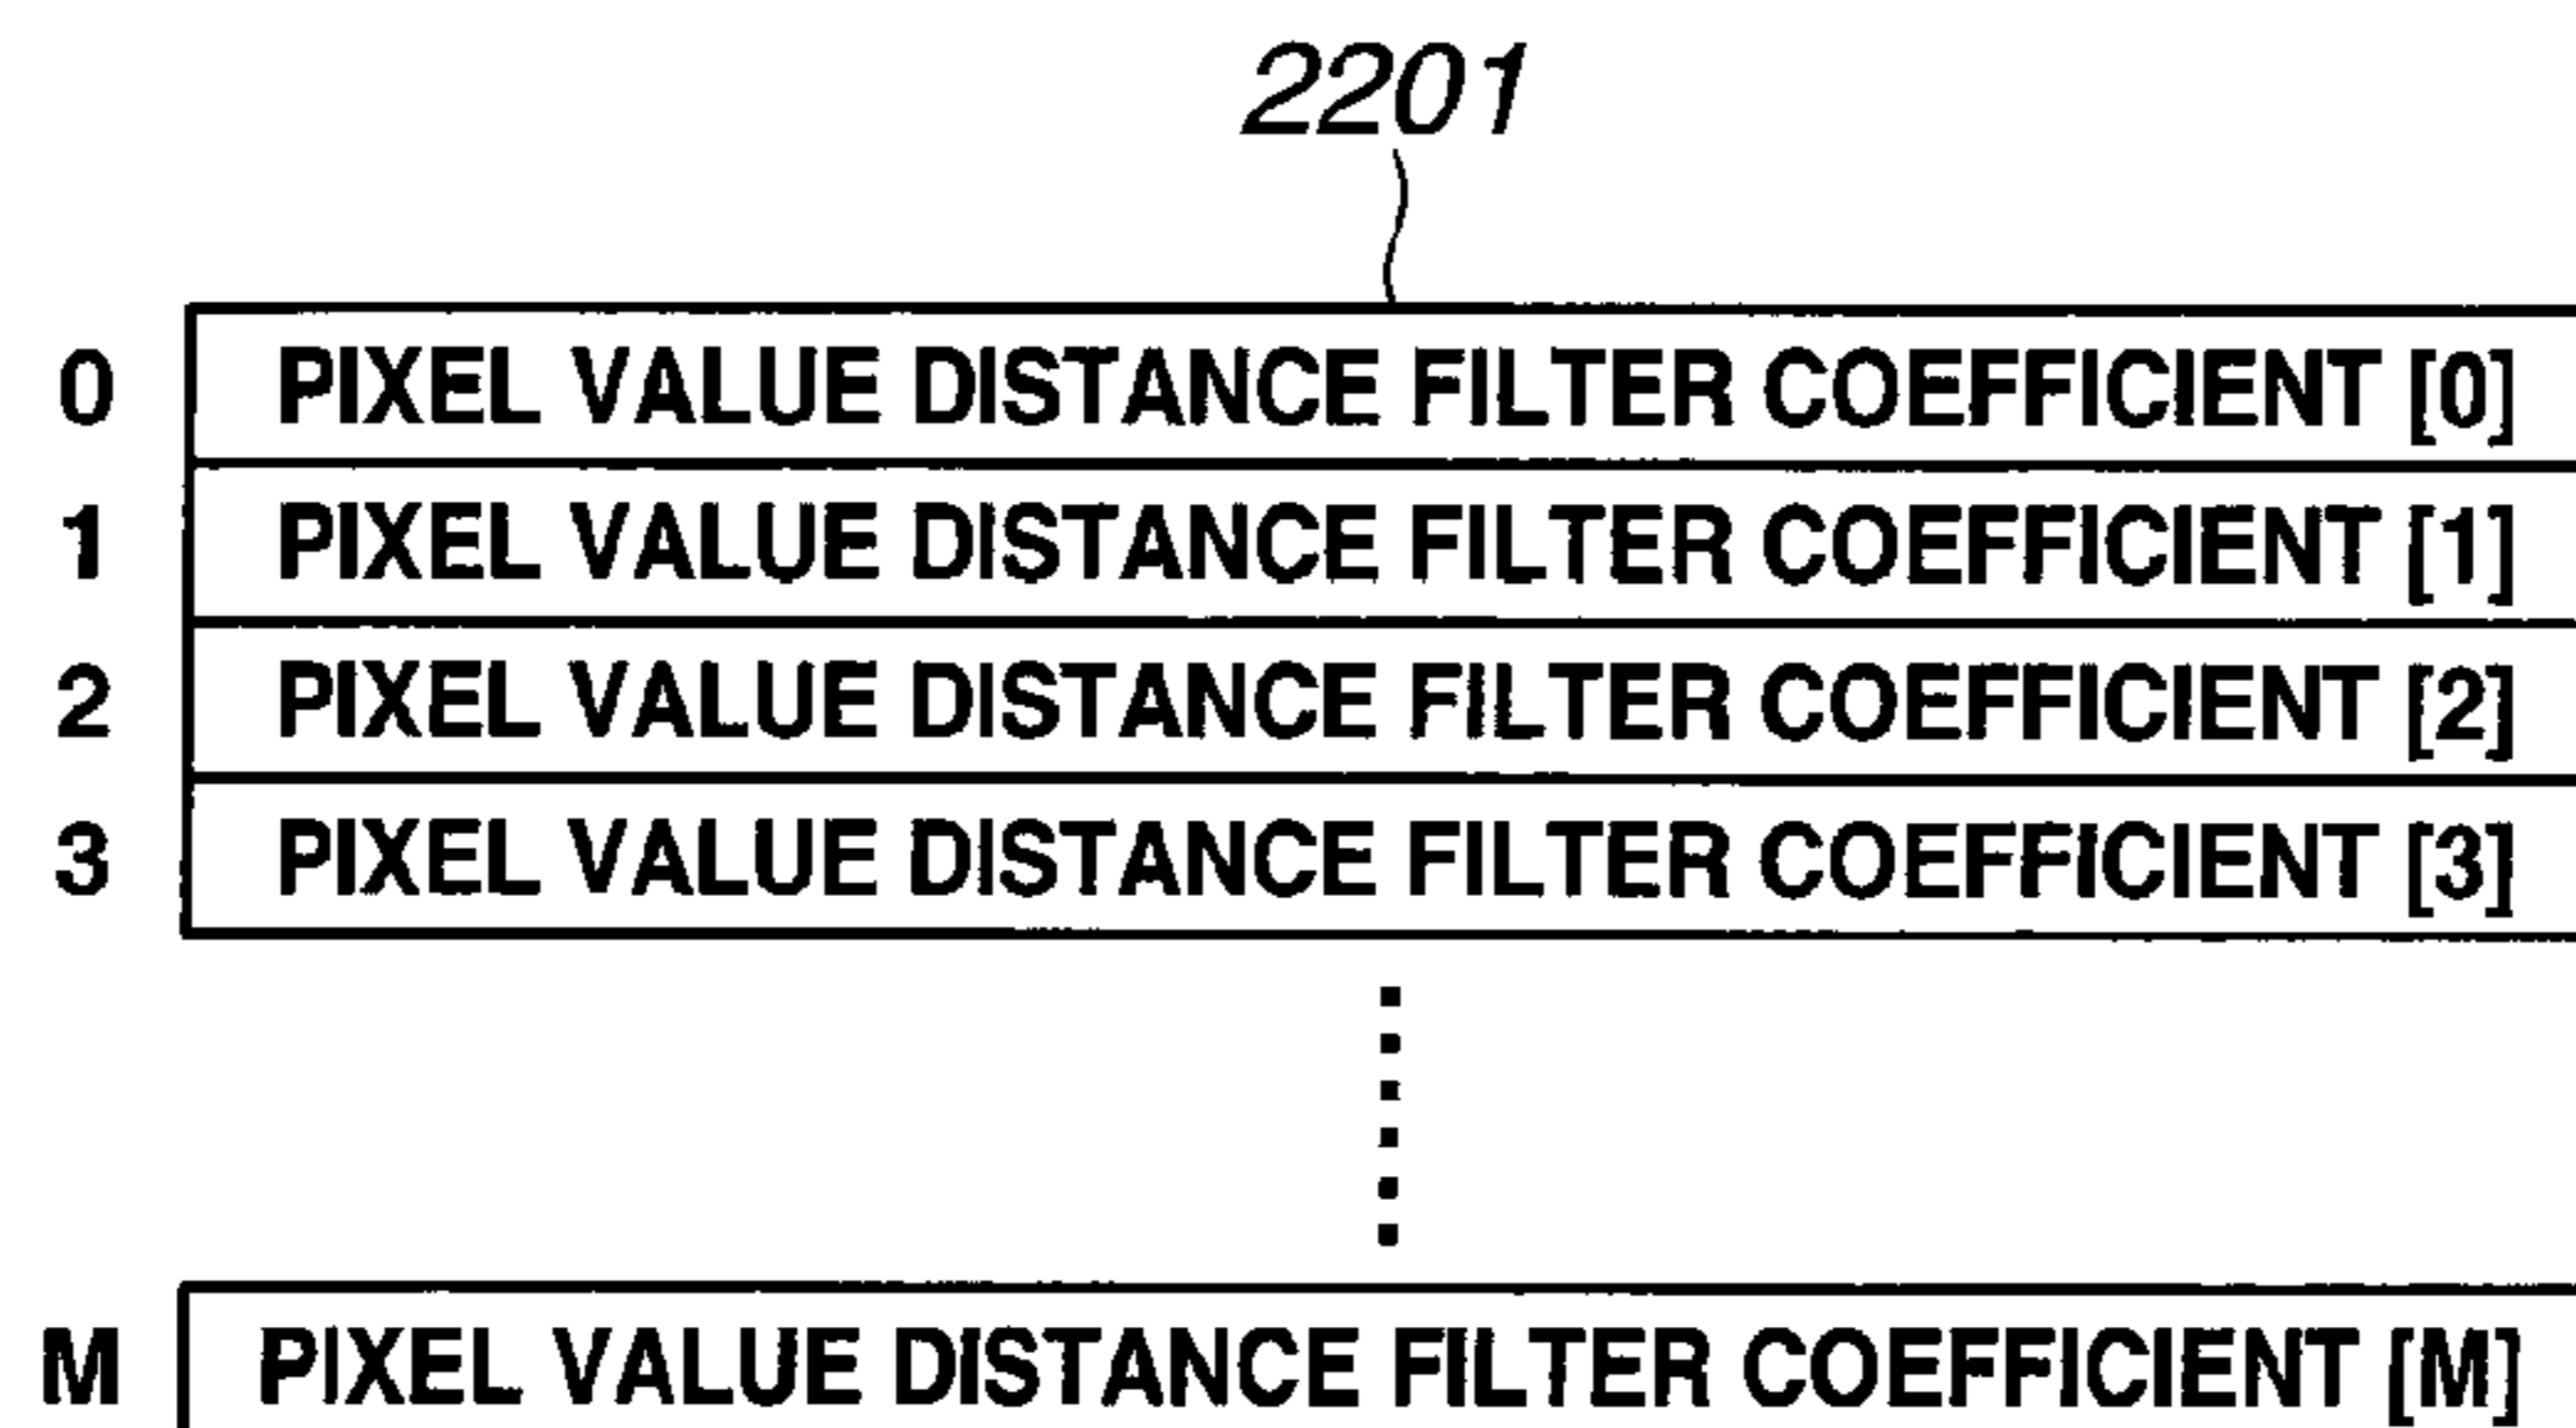 2201
0 PIXEL VALUE DISTANCE FILTER COEFFICIENT [0]
1 PIXEL VALUE DISTANCE FILTER COEFFICIENT [1]
2 PIXEL VALUE DISTANCE FILTER COEFFICIENT [2]
3 PIXEL VALUE DISTANCE FILTER COEFFICIENT [3]
M PIXEL VALUE DISTANCE FILTER COEFFICIENT [M]